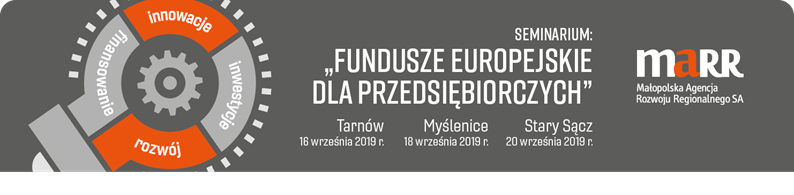 innowacje
finansowanie
inwestycje
rozwój
SEMINARIUM:
„FUNDUSZE EUROPEJSKIE
DLA PRZEDSIĘBIORCZYCH”
Tarnów
16 września 2019 r.
Myślenice
18 września 2019 r.
Stary Sącz
20 września 2019 r.
maRR
Małopolska Agencja
Rozwoju Regionalnego SA